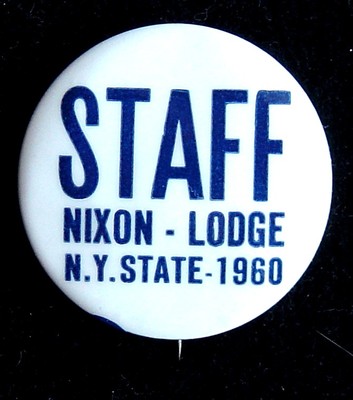 STAFF
NIXON - LODGE
N.Y. STATE-1960